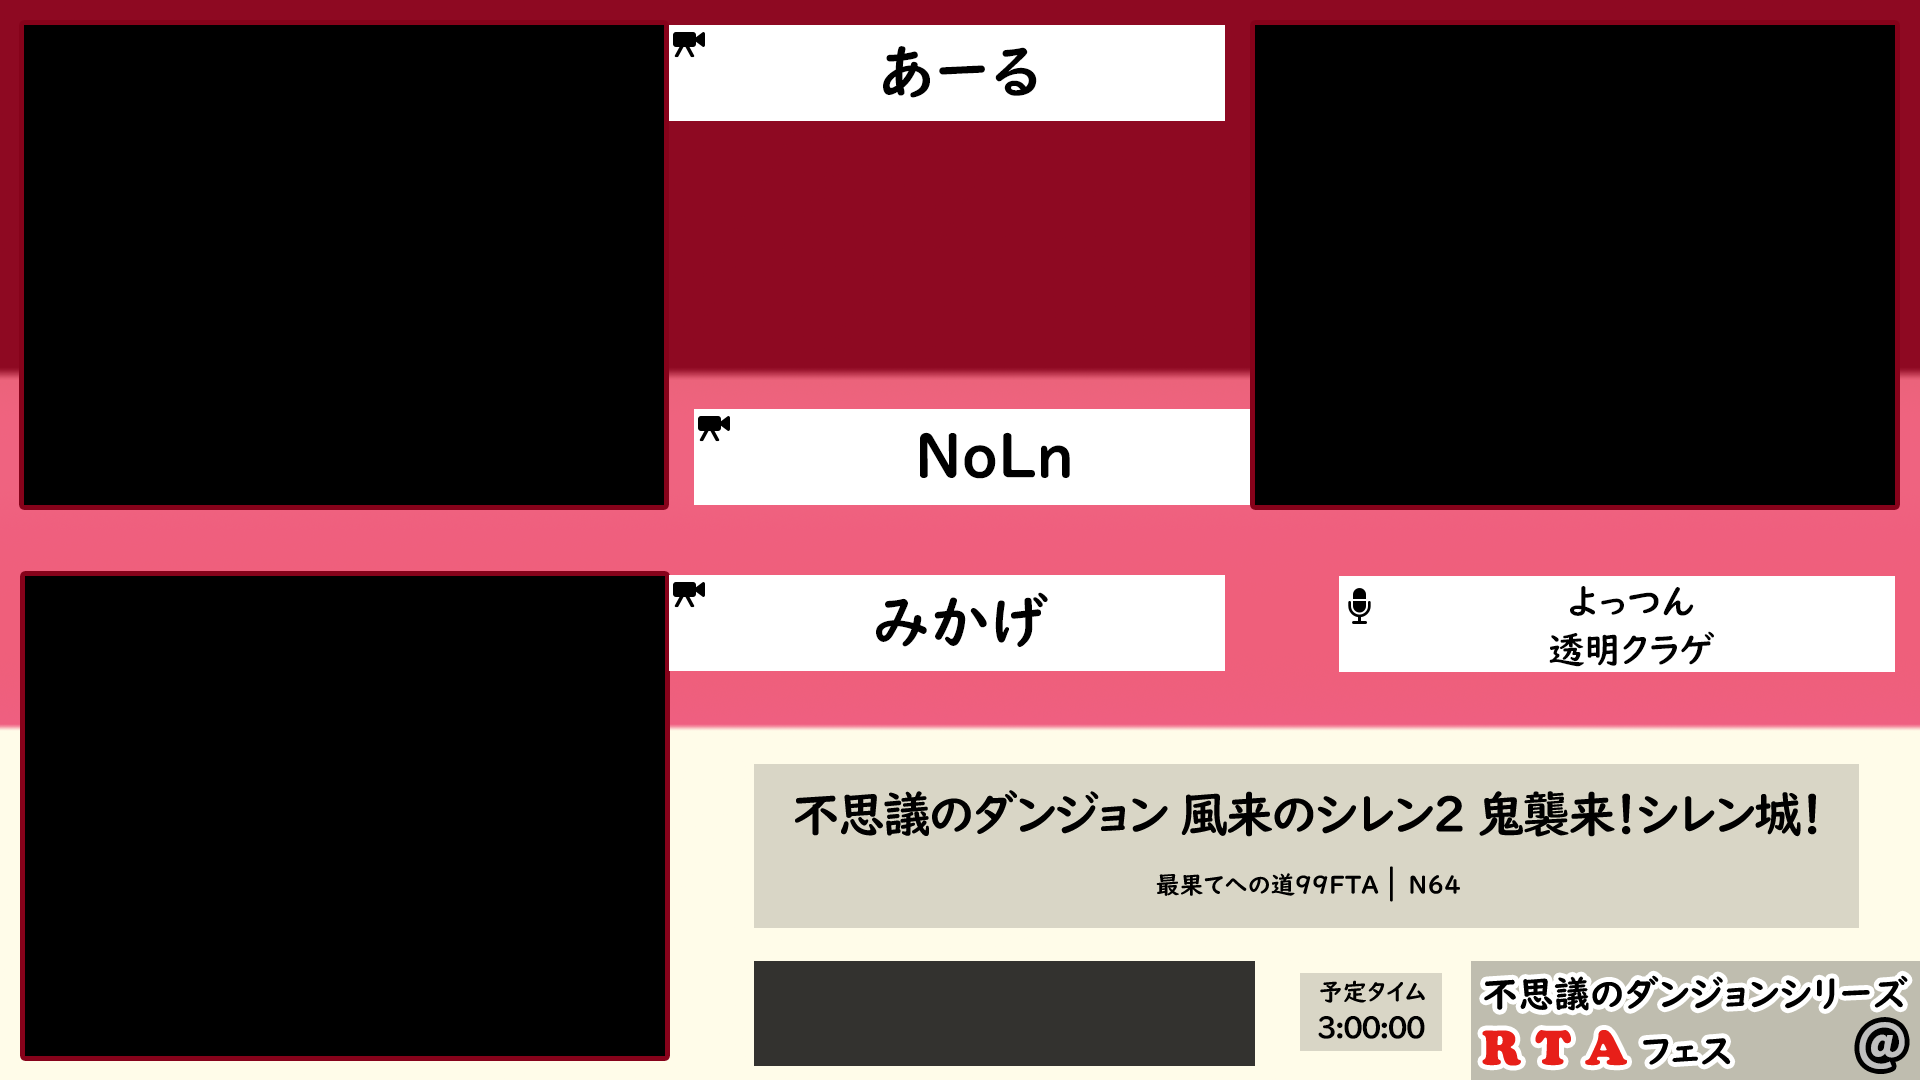 あーる
NoLn
みかげ
よっつん
透明クラゲ
不思議のダンジョン 風来のシレン2 鬼襲来!シレン城!
最果てへの道99FTA│ N64
予定タイム
3:00:00
不思議のダンジョンシリーズ
RTAフェス @